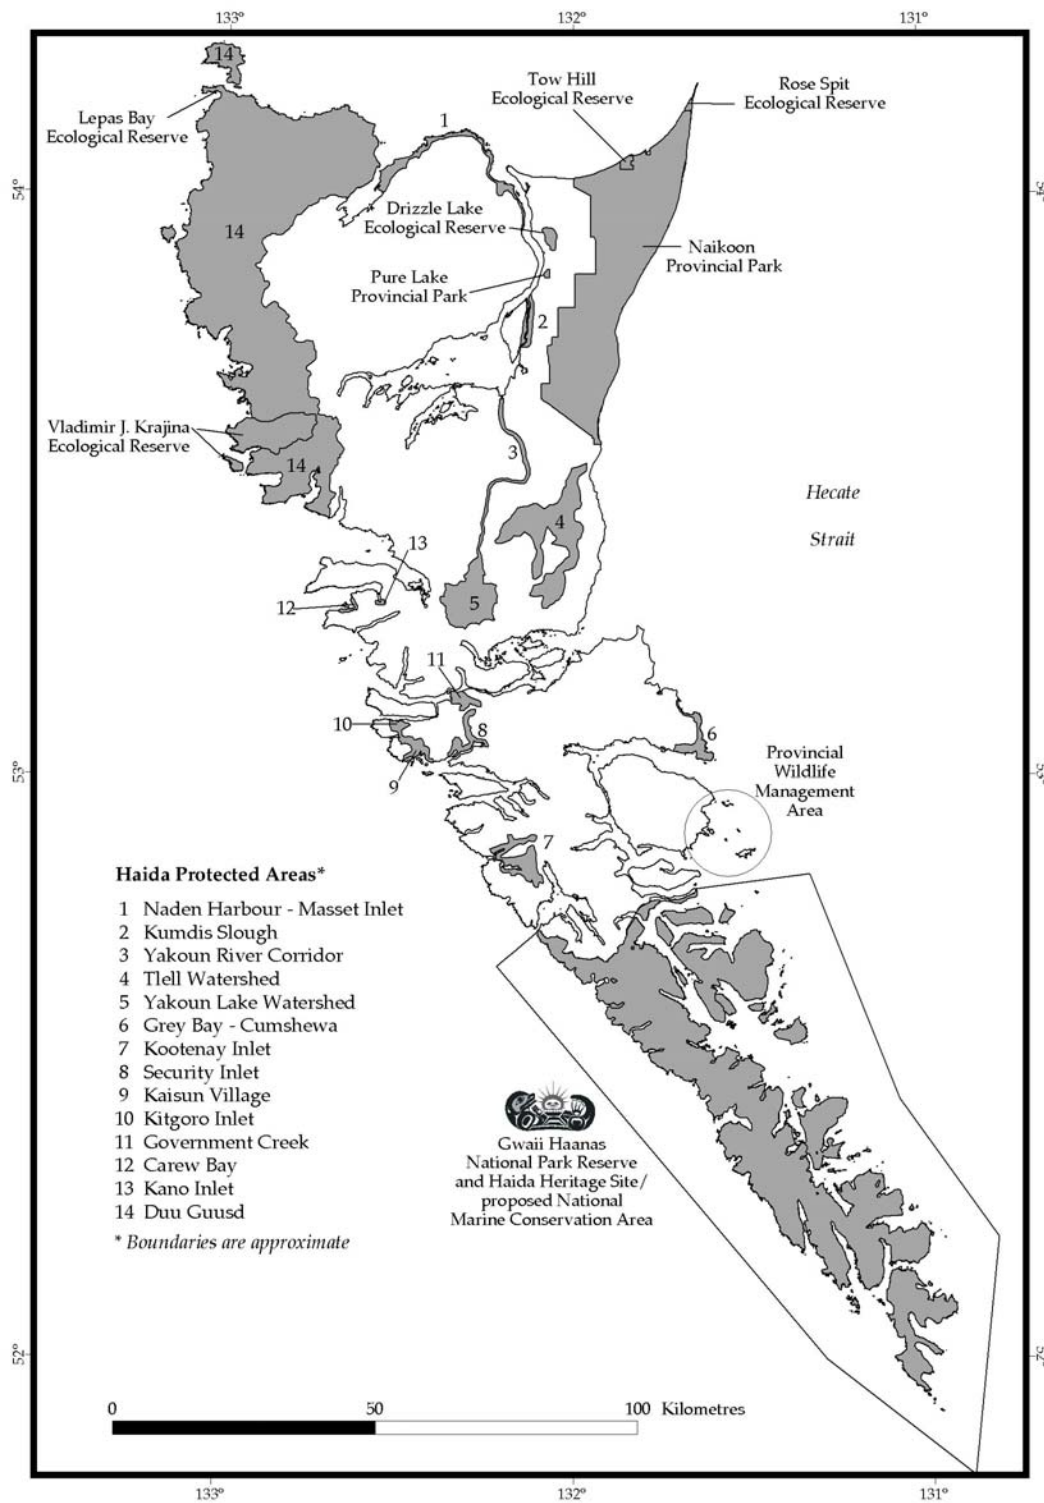 133°
132°
131°
14
Tow Hill
Ecological Reserve
Rose Spit
Ecological Reserve
Lepas Bay
Ecological Reserve
1
54°
Drizzle Lake
Ecological Reserve
14
Naikoon
Provincial Park
Pure Lake
Provincial Park
2
Vladimir J. Krajina
Ecological Reserve
3
14
Hecate
4
Strait
13
12
5
11
10
8
6
Provincial
Wildlife
Management
Area
53°
9
7
Haida Protected Areas*
1 Naden Harbour - Masset Inlet
2 Kumdis Slough
3 Yakoun River Corridor
4 Tlell Watershed
5 Yakoun Lake Watershed
6 Grey Bay - Cumshewa
7 Kootenay Inlet
8 Security Inlet
9 Kaisun Village
10 Kitgoro Inlet
11 Government Creek
12 Carew Bay
13 Kano Inlet
14 Duu Guusd
* Boundaries are approximate
Gwaii Haanas
National Park Reserve
and Haida Heritage Site/
proposed National
Marine Conservation Area
52°
0 50 100 Kilometres
133°
132°
131°